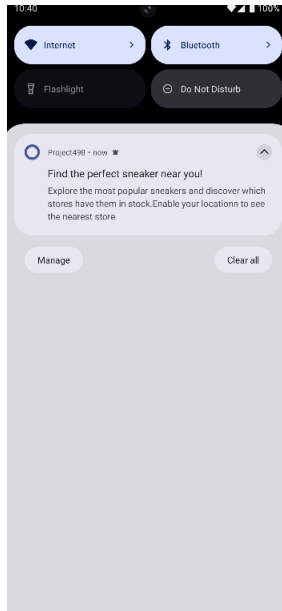 10:40 100%
Internet Bluetooth
Flashlight Do Not Disturb
Project498 • now
Find the perfect sneaker near you!
Explore the most popular sneakers and discover which
stores have them in stock.Enable your locationn to see
the nearest store
Manage Clear all